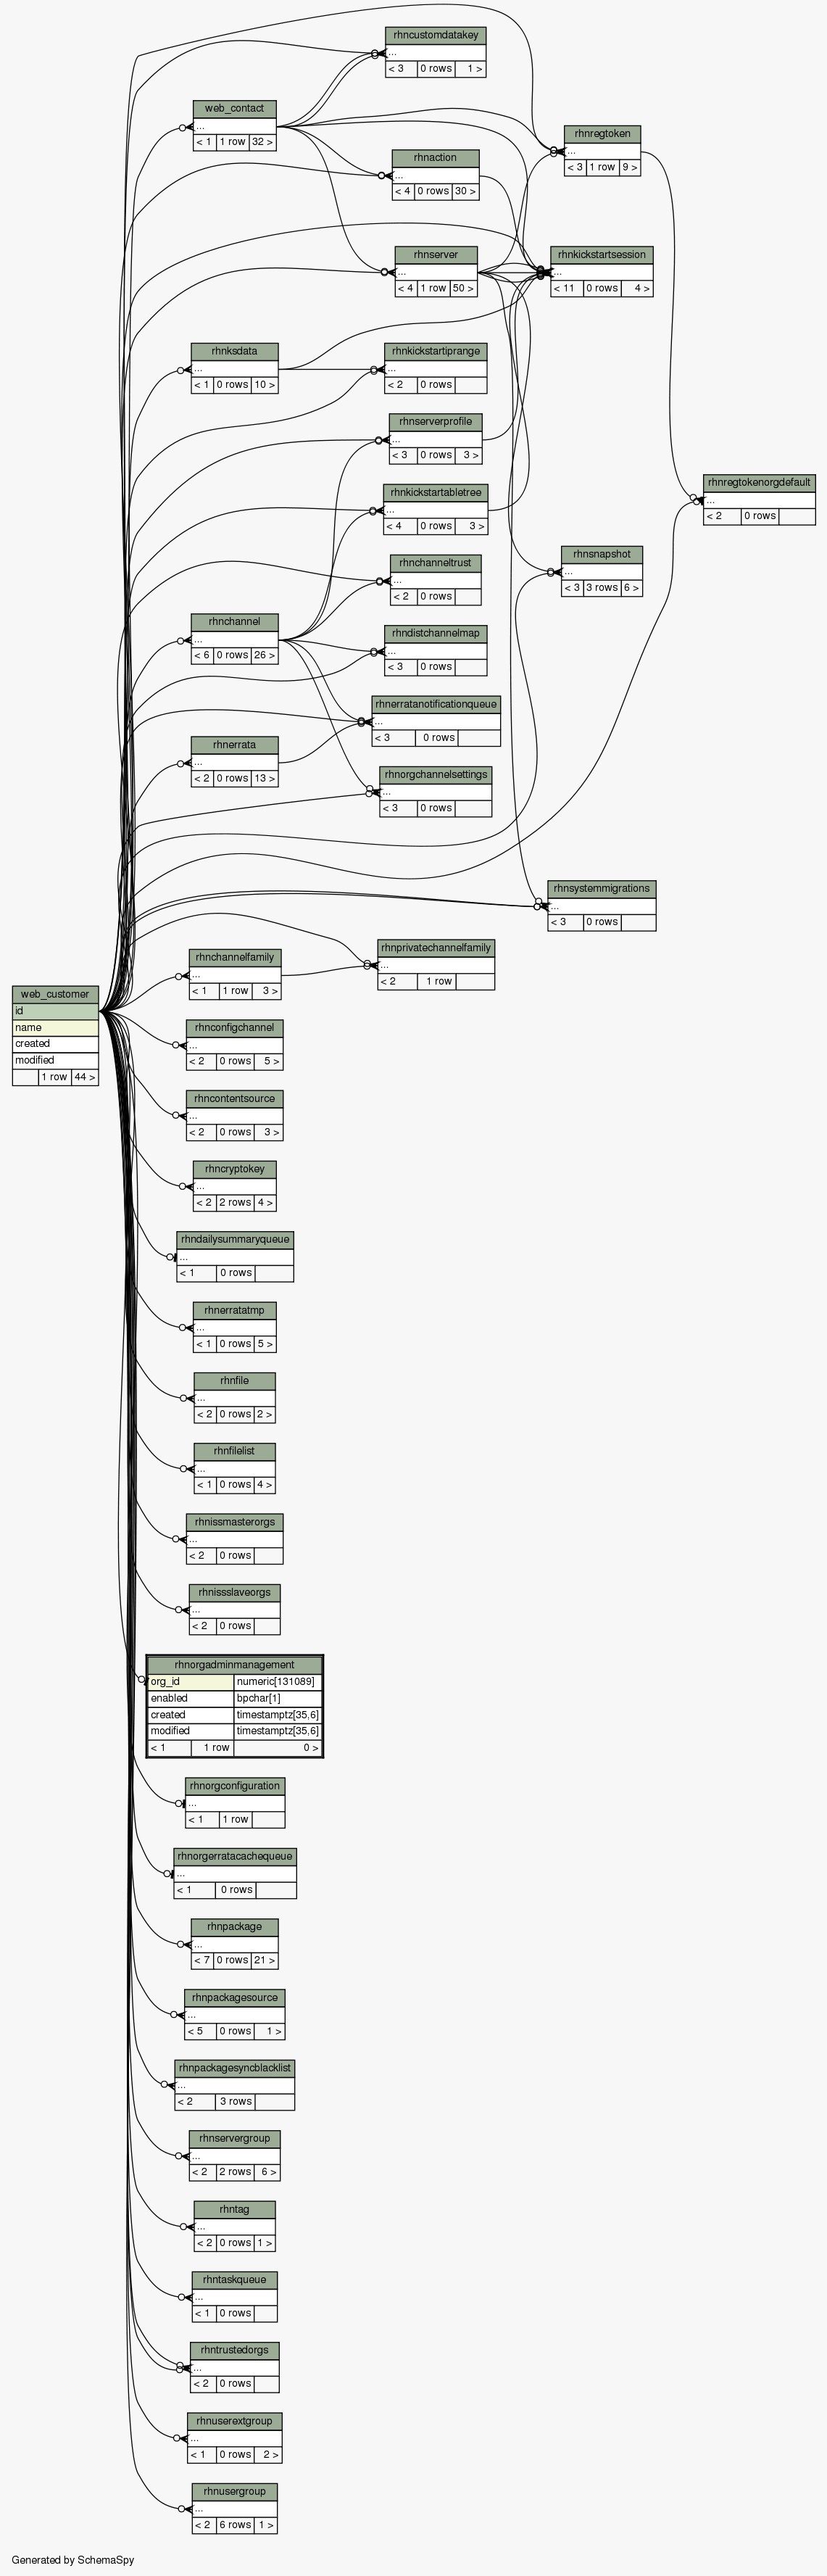 rhncustomdatakey
...
< 3 0 rows 1 >
web_contact
...
< 1 1 row 32 >
rhnregtoken
...
< 3 1 row 9 >
rhnaction
...
< 4 0 rows 30 >
rhnserver
...
< 4 1 row 50 >
rhnkickstartsession
...
< 11 0 rows 4 >
rhnksdata
...
< 1 0 rows 10 >
rhnkickstartiprange
...
< 2 0 rows
rhnserverprofile
...
< 3 0 rows 3 >
rhnkickstartabletree
...
< 4 0 rows 3 >
rhnregtokenorgdefault
...
< 2 0 rows
rhnsnapshot
...
< 3 3 rows 6 >
rhnchanneltrust
...
< 2 0 rows
rhnchannel
...
< 6 0 rows 26 >
rhndistchannelmap
...
< 3 0 rows
rhnerratanotificationqueue
...
< 3 0 rows
rhnerrata
...
< 2 0 rows 13 >
rhnorgchannelsettings
...
< 3 0 rows
rhnsystemmigrations
...
< 3 0 rows
rhnprivatechannelfamily
...
< 2 1 row
rhnchannelfamily
...
< 1 1 row 3 >
web_customer
id
name
created
modified
1 row 44 >
rhnconfigchannel
...
< 2 0 rows 5 >
rhncontentsource
...
< 2 0 rows 3 >
rhncryptokey
...
< 2 2 rows 4 >
rhndailysummaryqueue
...
< 1 0 rows
rhnerratatmp
...
< 1 0 rows 5 >
rhnfile
...
< 2 0 rows 2 >
rhnfilelist
...
< 1 0 rows 4 >
rhnissmasterorgs
...
< 2 0 rows
rhnissslaveorgs
...
< 2 0 rows
rhnorgadminmanagement
org_id numeric[131089]
enabled bpchar[1]
created timestamptz[35,6]
modified timestamptz[35,6]
< 1 1 row 0 >
rhnorgconfiguration
...
< 1 1 row
rhnorgerratacachequeue
...
< 1 0 rows
rhnpackage
...
< 7 0 rows 21 >
rhnpackagesource
...
< 5 0 rows 1 >
rhnpackagesyncblacklist
...
< 2 3 rows
rhnservergroup
...
< 2 2 rows 6 >
rhntag
...
< 2 0 rows 1 >
rhntaskqueue
...
< 1 0 rows
rhntrustedorgs
...
< 2 0 rows
rhnuserextgroup
...
< 1 0 rows 2 >
rhnusergroup
...
< 2 6 rows 1 >
Generated by SchemaSpy